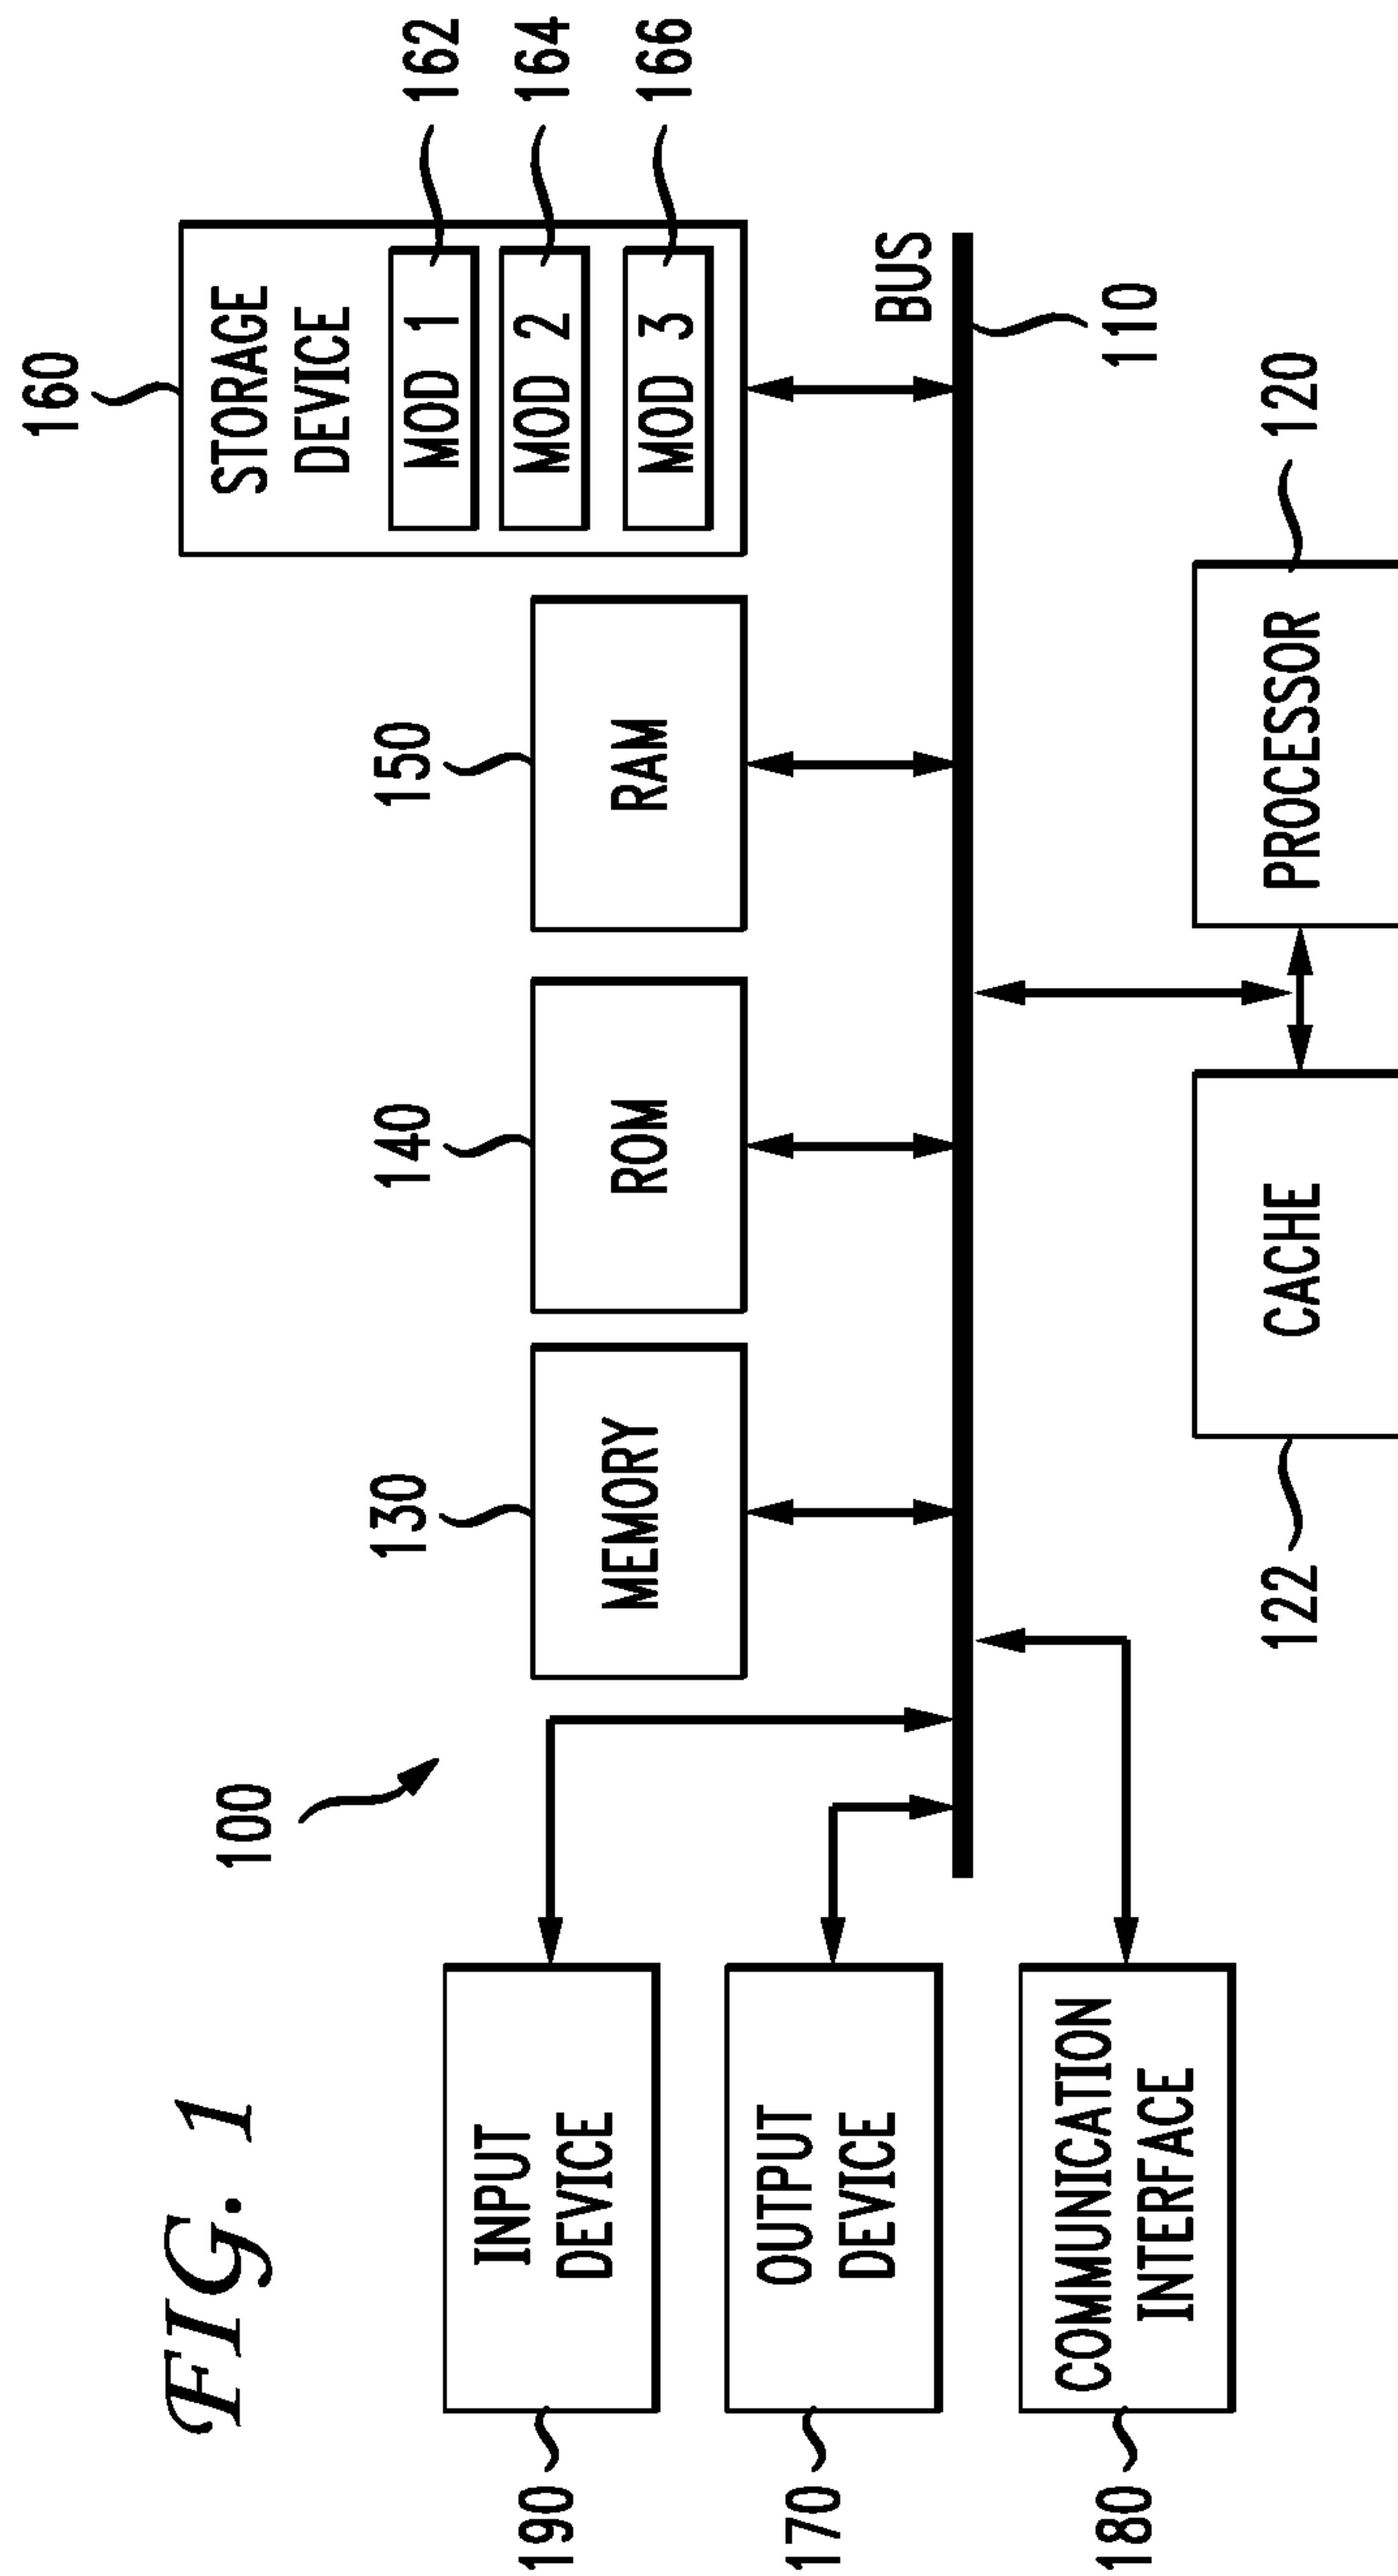 FIG. 1
100
160
STORAGE
DEVICE
MOD 1
162
MOD 2
164
MOD 3
166
130
140
150
MEMORY
ROM
RAM
190
INPUT
DEVICE
170
OUTPUT
DEVICE
BUS
110
180
COMMUNICATION
INTERFACE
122
CACHE
PROCESSOR
120